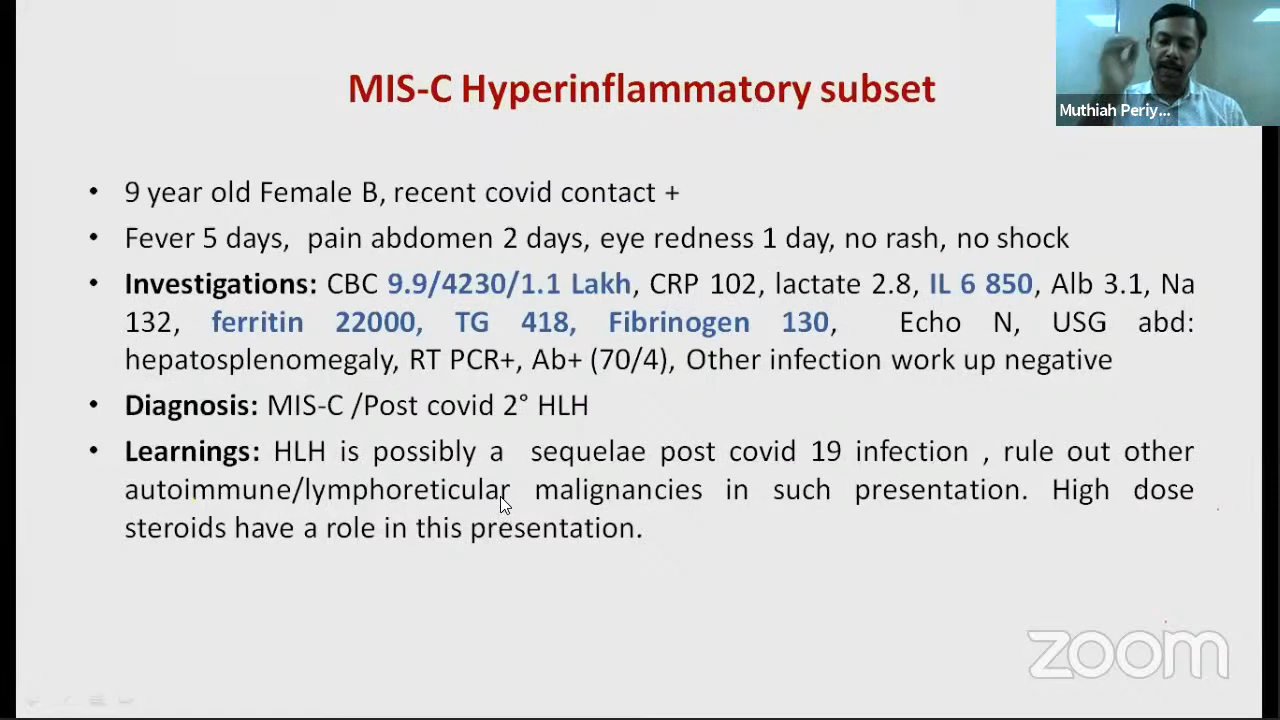 MIS-C Hyperinflammatory subset
Muthiah Periy...
• 9 year old Female B, recent covid contact +
• Fever 5 days, pain abdomen 2 days, eye redness 1 day, no rash, no shock
• Investigations: CBC 9.9/4230/1.1 Lakh, CRP 102, lactate 2.8, IL 6 850, Alb 3.1, Na
132, ferritin 22000, TG 418, Fibrinogen 130, Echo N, USG abd:
hepatosplenomegaly, RT PCR+, Ab+ (70/4), Other infection work up negative
• Diagnosis: MIS-C /Post covid 2° HLH
• Learnings: HLH is possibly a sequelae post covid 19 infection , rule out other
autoimmune/lymphoreticular malignancies in such presentation. High dose
steroids have a role in this presentation.
zoom